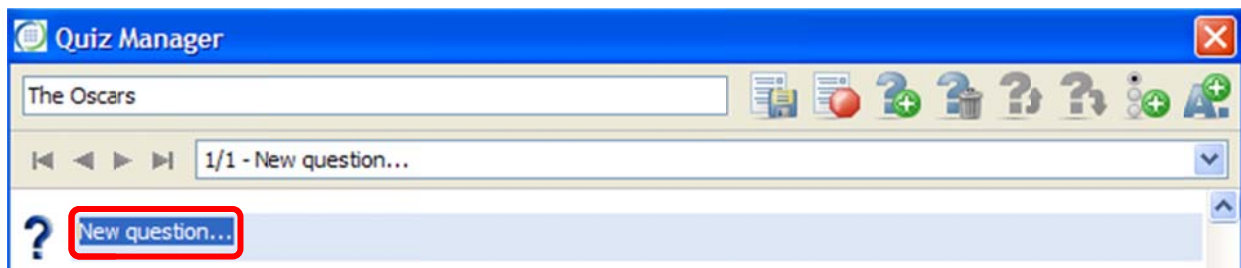 Quiz Manager
The Oscars
1/1 - New question...
New question...